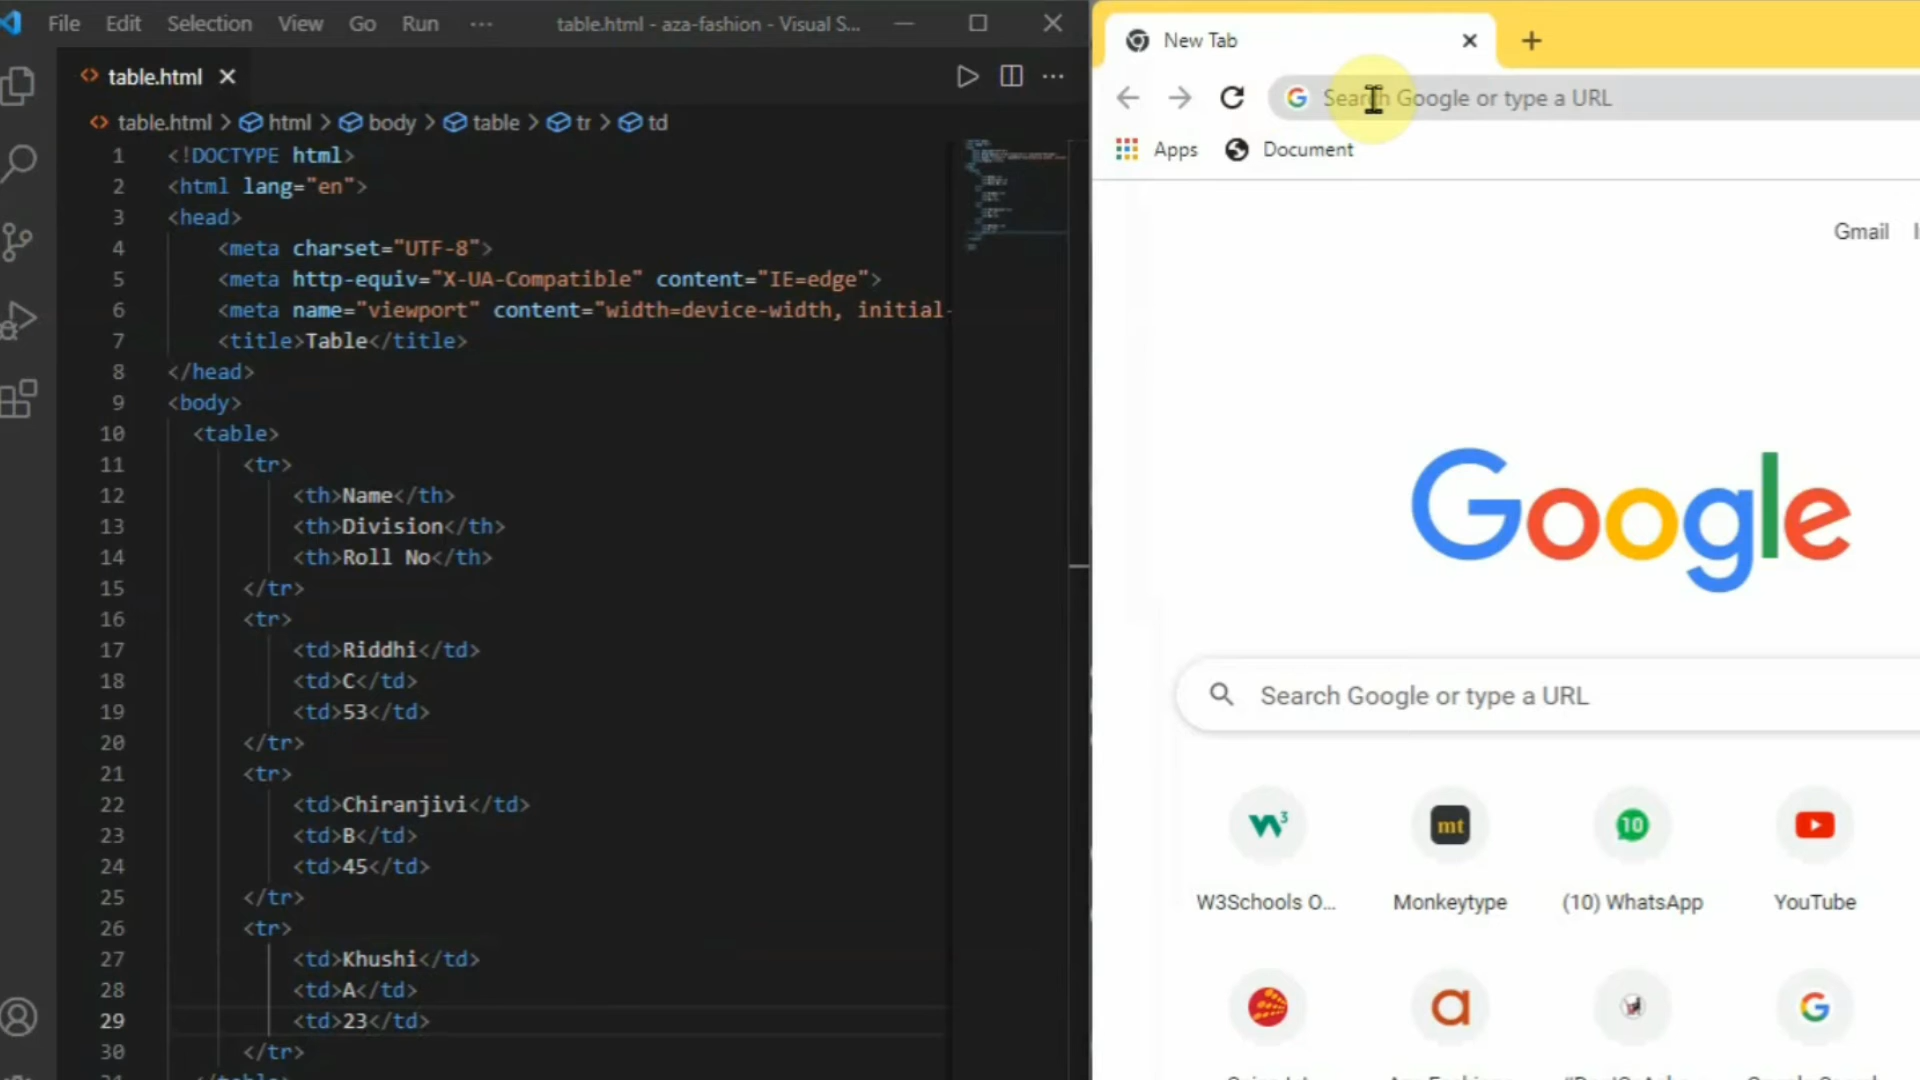 File Edit Selection View Go Run ··· table.html - aza-fashion - Visual S...
table.html
table.html > html > body > table > tr > td
1 <!DOCTYPE html>
2 <html lang="en">
3 <head>
4 <meta charset="UTF-8">
5 <meta http-equiv="X-UA-Compatible" content="IE=edge">
6 <meta name="viewport" content="width=device-width, initial-
7 <title>Table</title>
8 </head>
9 <body>
10 <table>
11 <tr>
12 <th>Name</th>
13 <th>Division</th>
14 <th>Roll No</th>
15 </tr>
16 <tr>
17 <td>Riddhi</td>
18 <td>C</td>
19 <td>53</td>
20 </tr>
21 <tr>
22 <td>Chiranjivi</td>
23 <td>B</td>
24 <td>45</td>
25 </tr>
26 <tr>
27 <td>Khushi</td>
28 <td>A</td>
29 <td>23</td>
30 </tr>
New Tab
Search Google or type a URL
Apps Document
Gmail
Google
Search Google or type a URL
W3
mt
10
W3Schools O... Monkeytype (10) WhatsApp YouTube